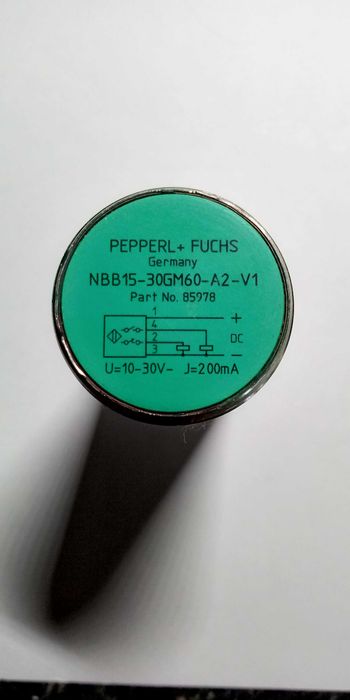 PEPPERL+ FUCHS
Germany
NBB15-30GM60-A2-V1
Part No. 85978
1
+
4
DC
2
3
−
U=10-30V- J=200mA